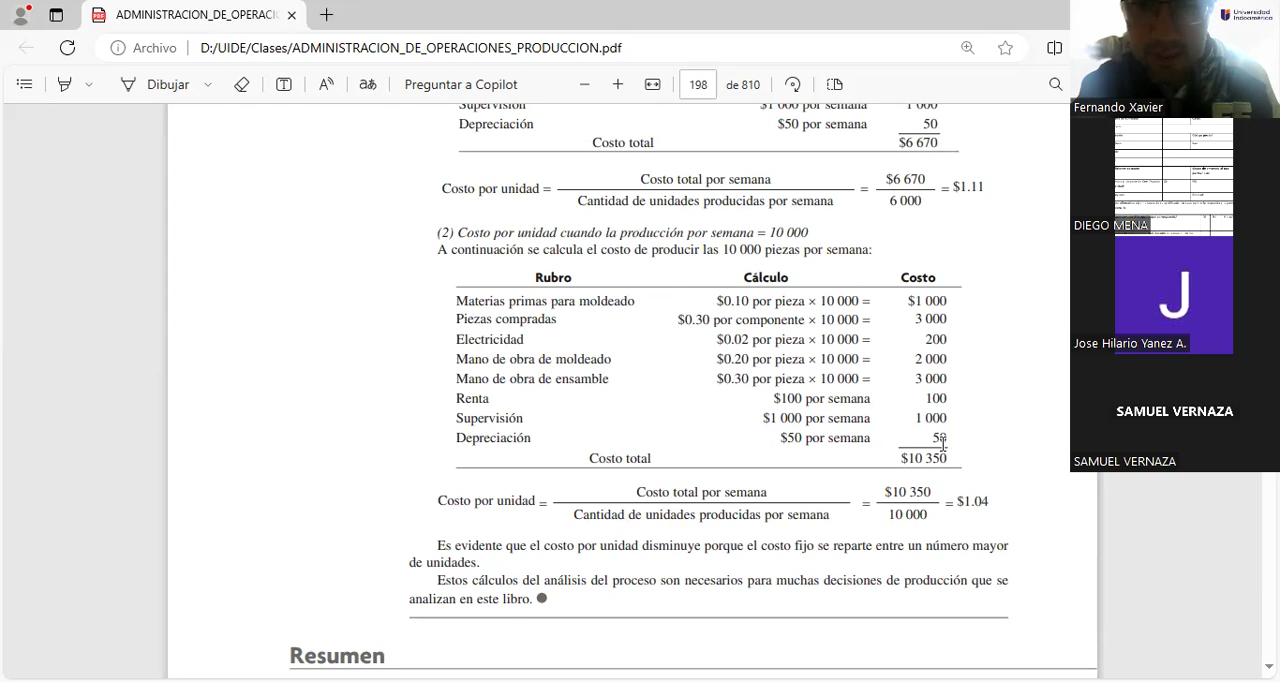 ADMINISTRACION_DE_OPERACI
Archivo D:/UIDE/Clases/ADMINISTRACION_DE_OPERACIONES_PRODUCCION.pdf
Dibujar Preguntar a Copilot 198 de 810
Supervisión $1 000 por semana 1 000
Depreciación $50 por semana 50
Costo total $6 670
Costo por unidad = Costo total por semana / Cantidad de unidades producidas por semana = $6 670 / 6 000 = $1.11
(2) Costo por unidad cuando la producción por semana = 10 000
A continuación se calcula el costo de producir las 10 000 piezas por semana:
Rubro Cálculo Costo
Materias primas para moldeado $0.10 por pieza × 10 000 = $1 000
Piezas compradas $0.30 por componente × 10 000 = 3 000
Electricidad $0.02 por pieza × 10 000 = 200
Mano de obra de moldeado $0.20 por pieza × 10 000 = 2 000
Mano de obra de ensamble $0.30 por pieza × 10 000 = 3 000
Renta $100 por semana 100
Supervisión $1 000 por semana 1 000
Depreciación $50 por semana 50
Costo total $10 350
Costo por unidad = Costo total por semana / Cantidad de unidades producidas por semana = $10 350 / 10 000 = $1.04
Es evidente que el costo por unidad disminuye porque el costo fijo se reparte entre un número mayor
de unidades.
Estos cálculos del análisis del proceso son necesarios para muchas decisiones de producción que se
analizan en este libro.
Resumen
Universidad
Indoamérica
Fernando Xavier
DIEGO MENA
J
Jose Hilario Yanez A.
SAMUEL VERNAZA
SAMUEL VERNAZA